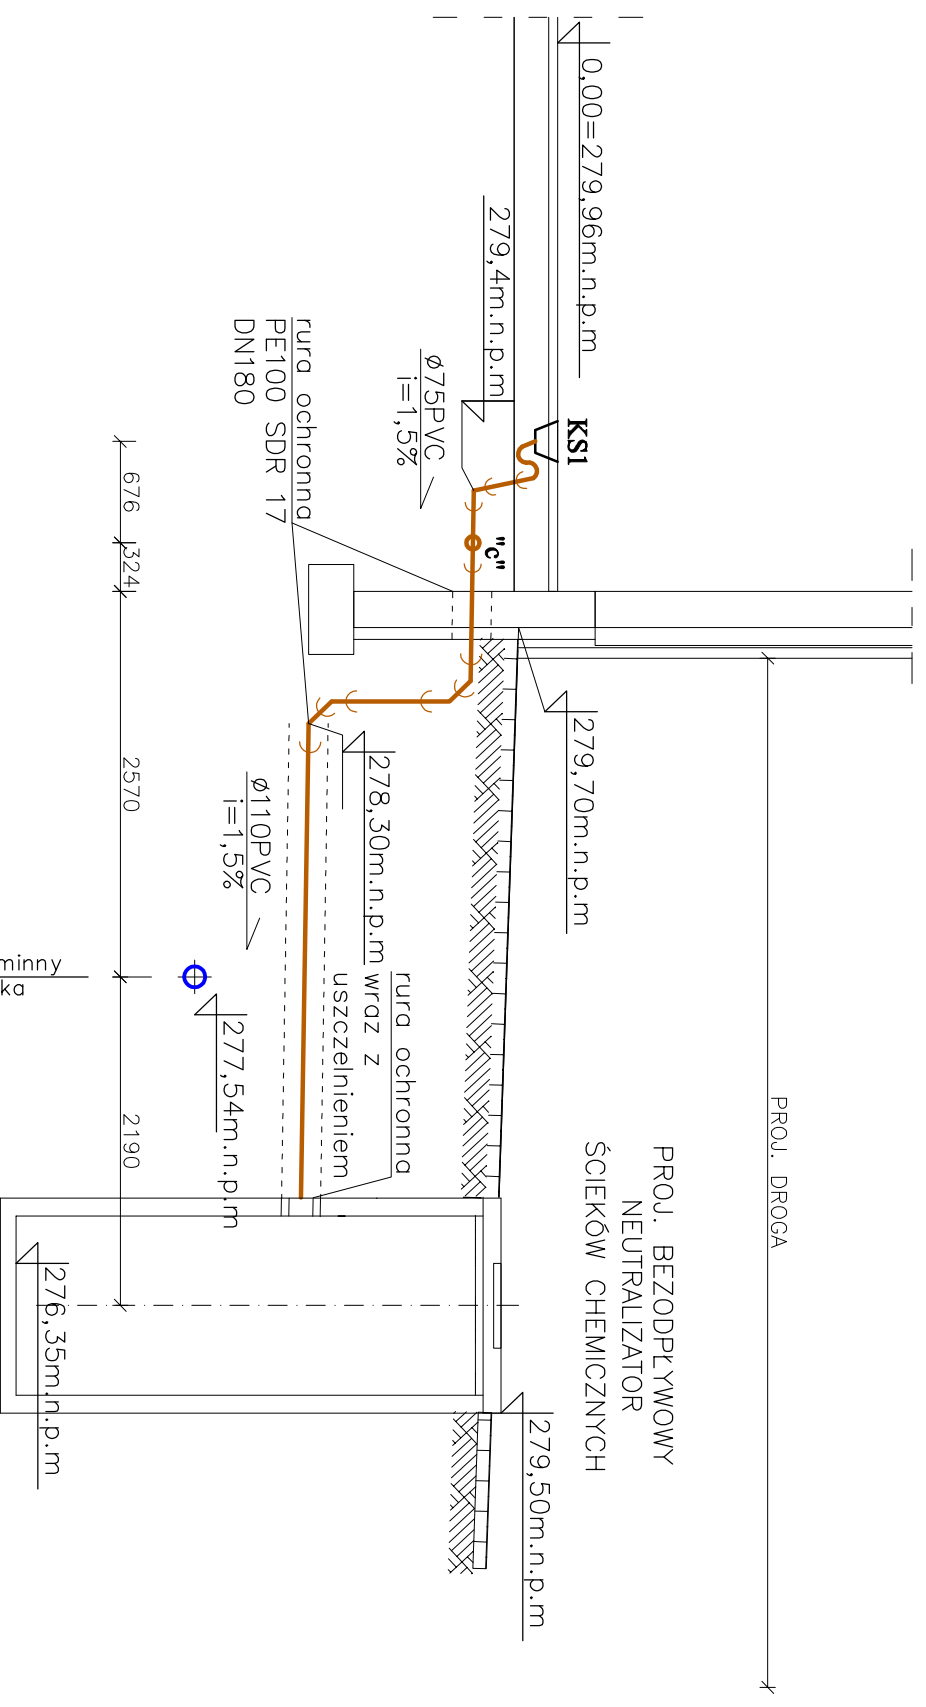 0,00=279,96m.n.p.m
KS1
279,4m.n.p.m
Ø75PVC
i=1,5%
"c"
rura ochronna
PE100 SDR 17
DN180
676
324
2570
2190
279,70m.n.p.m
278,30m.n.p.m
Ø110PVC
i=1,5%
rura ochronna
wraz z
uszczelnieniem
277,54m.n.p.m
minny
ka
PROJ. DROGA
PROJ. BEZODPŁYWOWY
NEUTRALIZATOR
ŚCIEKÓW CHEMICZNYCH
276,35m.n.p.m
279,50m.n.p.m